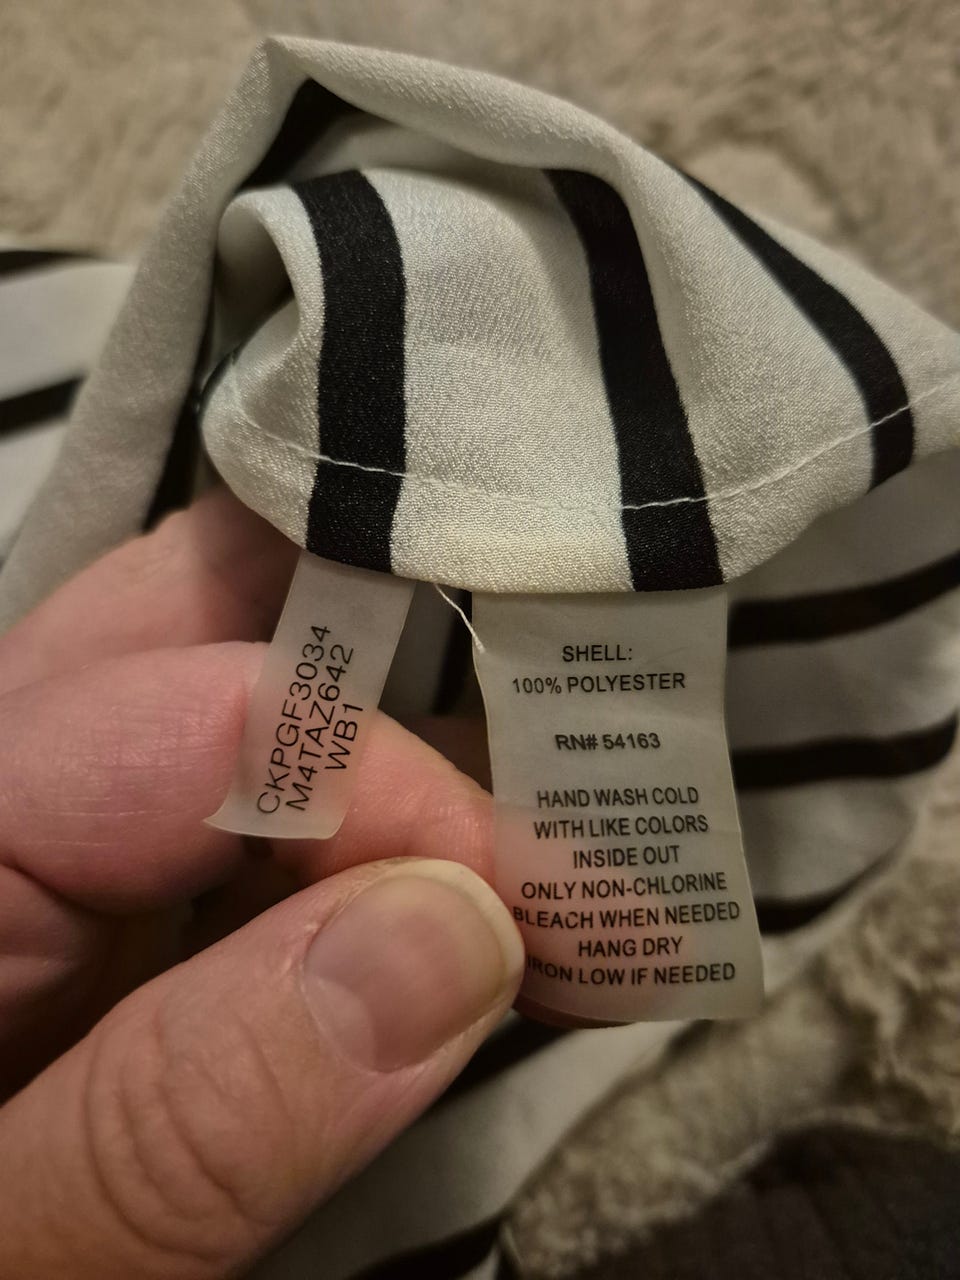 CKPGF3034
M4TAZ642
WB1
SHELL:
100% POLYESTER
RN# 54163
HAND WASH COLD
WITH LIKE COLORS
INSIDE OUT
ONLY NON-CHLORINE
BLEACH WHEN NEEDED
HANG DRY
IRON LOW IF NEEDED